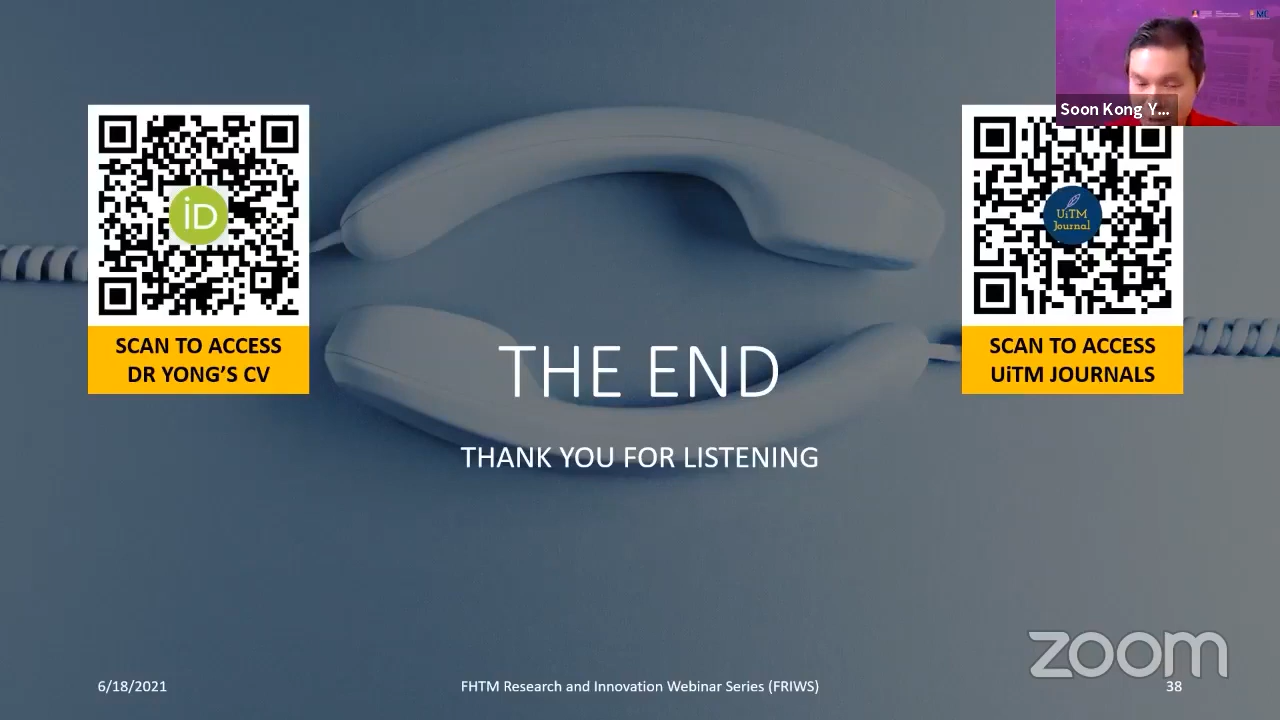 Soon Kong Y...
iD
UiTM
Journal
SCAN TO ACCESS
DR YONG'S CV
SCAN TO ACCESS
UiTM JOURNALS
THE END
THANK YOU FOR LISTENING
zoom
6/18/2021
FHTM Research and Innovation Webinar Series (FRIWS)
38